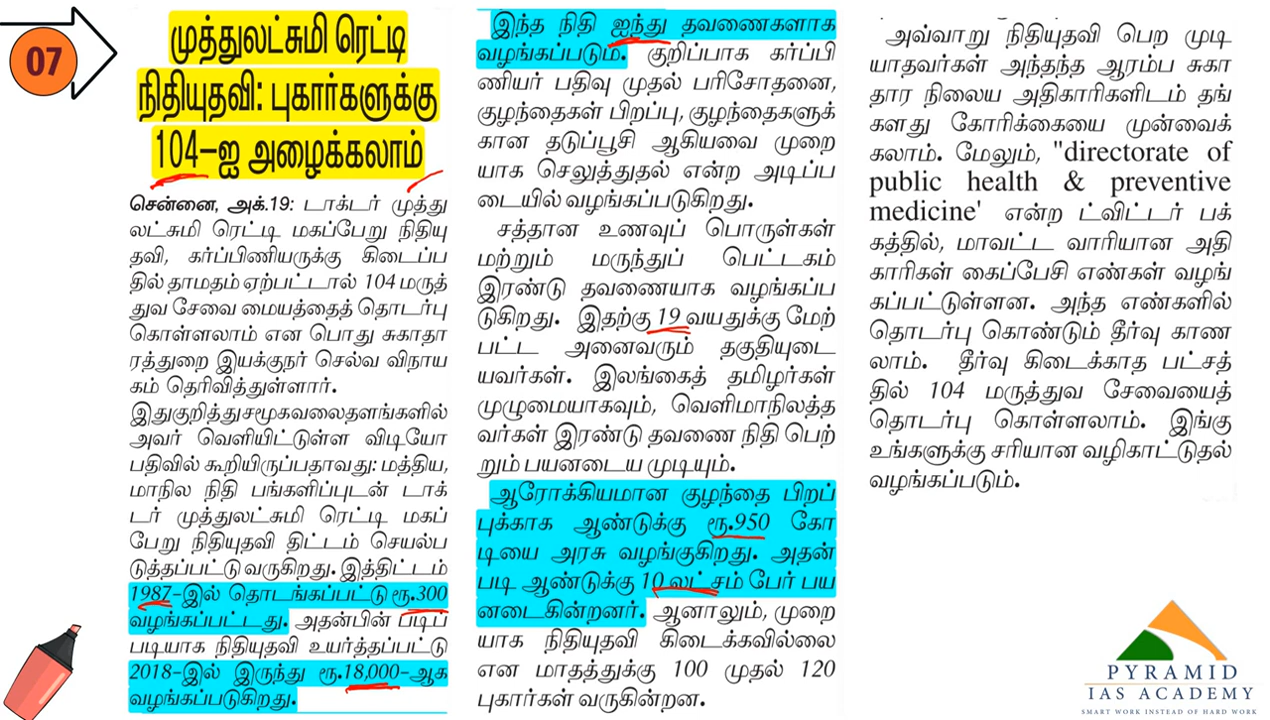 07
முத்துலட்சுமி ரெட்டி
நிதியுதவி: புகார்களுக்கு
104-ஐ அழைக்கலாம்
சென்னை, அக்.19: டாக்டர் முத்து
லட்சுமி ரெட்டி மகப்பேறு நிதியு
தவி, கர்ப்பிணியருக்கு கிடைப்ப
தில் தாமதம் ஏற்பட்டால் 104 மருத்
துவ சேவை மையத்தைத் தொடர்பு
கொள்ளலாம் என பொது சுகாதா
ரத்துறை இயக்குநர் செல்வ விநாய
கம் தெரிவித்துள்ளார்.
இதுகுறித்து சமூகவலைதளங்களில்
அவர் வெளியிட்டுள்ள விடியோ
பதிவில் கூறியிருப்பதாவது: மத்திய,
மாநில நிதி பங்களிப்புடன் டாக்
டர் முத்துலட்சுமி ரெட்டி மகப்
பேறு நிதியுதவி திட்டம் செயல்ப
டுத்தப்பட்டு வருகிறது. இத்திட்டம்
1987-இல் தொடங்கப்பட்டு ரூ.300
வழங்கப்பட்டது. அதன்பின் படிப்
படியாக நிதியுதவி உயர்த்தப்பட்டு
2018-இல் இருந்து ரூ.18,000-ஆக
வழங்கப்படுகிறது.
இந்த நிதி ஐந்து தவணைகளாக
வழங்கப்படும். குறிப்பாக கர்ப்பி
ணியர் பதிவு முதல் பரிசோதனை,
குழந்தைகள் பிறப்பு, குழந்தைகளுக்
கான தடுப்பூசி ஆகியவை முறை
யாக செலுத்துதல் என்ற அடிப்ப
டையில் வழங்கப்படுகிறது.
சத்தான உணவுப் பொருள்கள்
மற்றும் மருந்துப் பெட்டகம்
இரண்டு தவணையாக வழங்கப்ப
டுகிறது. இதற்கு 19 வயதுக்கு மேற்
பட்ட அனைவரும் தகுதியுடை
யவர்கள். இலங்கைத் தமிழர்கள்
முழுமையாகவும், வெளிமாநிலத்த
வர்கள் இரண்டு தவணை நிதி பெற்
றும் பயனடைய முடியும்.
ஆரோக்கியமான குழந்தை பிறப்
புக்காக ஆண்டுக்கு ரூ.950 கோ
டியை அரசு வழங்குகிறது. அதன்
படி ஆண்டுக்கு 10 லட்சம் பேர் பய
னடைகின்றனர். ஆனாலும், முறை
யாக நிதியுதவி கிடைக்கவில்லை
என மாதத்துக்கு 100 முதல் 120
புகார்கள் வருகின்றன.
அவ்வாறு நிதியுதவி பெற முடி
யாதவர்கள் அந்தந்த ஆரம்ப சுகா
தார நிலைய அதிகாரிகளிடம் தங்
களது கோரிக்கையை முன்வைக்
கலாம். மேலும், "directorate of
public health & preventive
medicine' என்ற ட்விட்டர் பக்
கத்தில், மாவட்ட வாரியான அதி
காரிகள் கைப்பேசி எண்கள் வழங்
கப்பட்டுள்ளன. அந்த எண்களில்
தொடர்பு கொண்டும் தீர்வு காண
லாம். தீர்வு கிடைக்காத பட்சத்
தில் 104 மருத்துவ சேவையைத்
தொடர்பு கொள்ளலாம். இங்கு
உங்களுக்கு சரியான வழிகாட்டுதல்
வழங்கப்படும்.
PYRAMID
IAS ACADEMY
SMART WORK INSTEAD OF HARD WORK